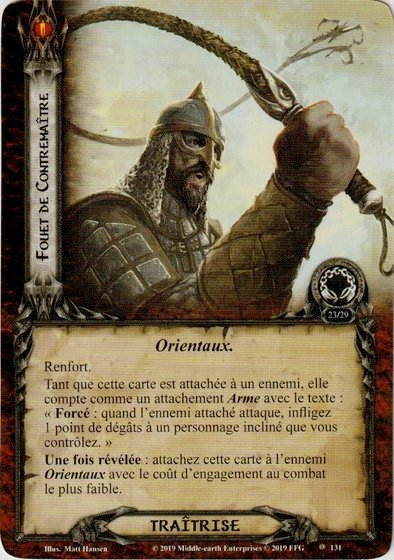 FOUET DE CONTREMAÎTRE
23/29
Orientaux.
Renfort.
Tant que cette carte est attachée à un ennemi, elle
compte comme un attachement Arme avec le texte :
« Forcé : quand l'ennemi attaché attaque, infligez
1 point de dégâts à un personnage incliné que vous
contrôlez. »
Une fois révélée : attachez cette carte à l'ennemi
Orientaux avec le coût d'engagement au combat
le plus faible.
TRAÎTRISE
Illus. Matt Hansen © 2019 Middle-earth Enterprises © 2019 FFG 131